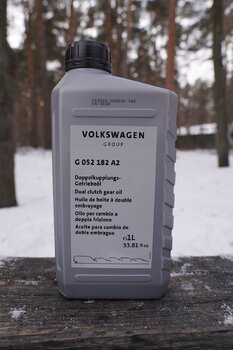 VOLKSWAGEN
GROUP
G 052 182 A2
Doppelkupplungs-
Getriebeöl
Dual clutch gear oil
Huile de boîte à double
embrayage
Olio per cambio a
doppia frizione
Aceite para cambio de
doble embrague
℮1L
33.81 fl oz